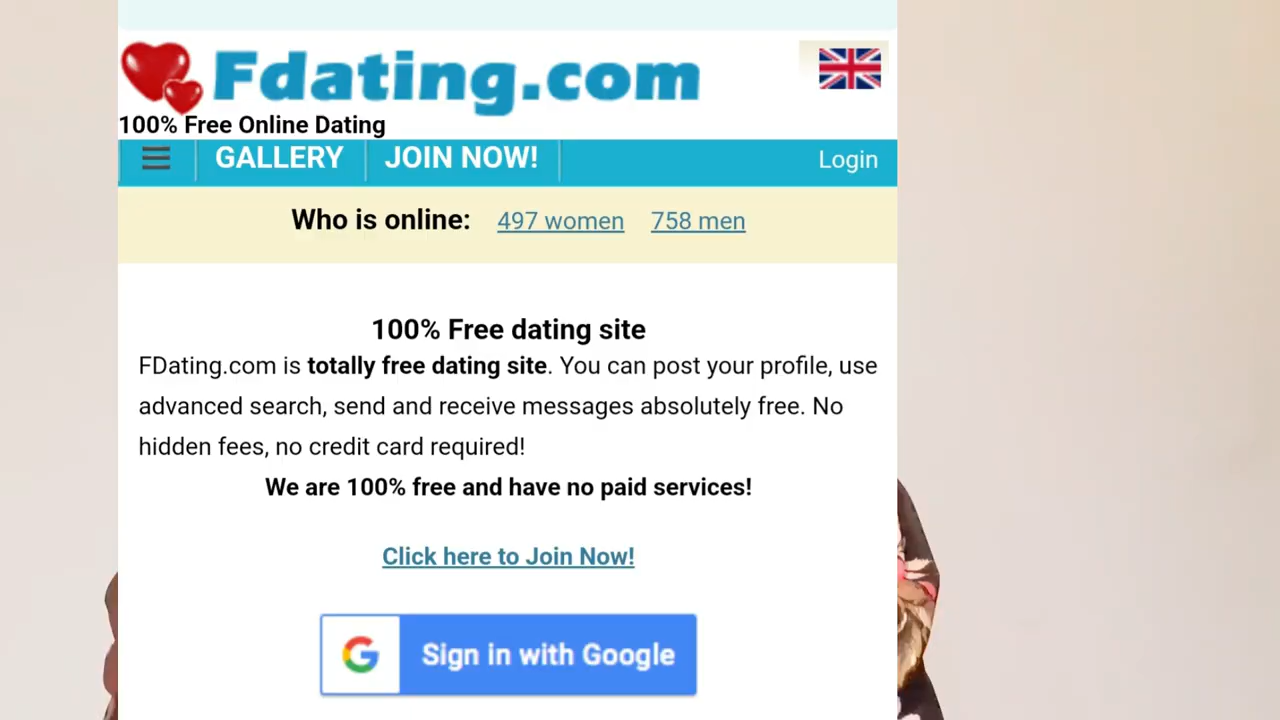 Fdating.com
100% Free Online Dating
GALLERY JOIN NOW! Login
Who is online: 497 women 758 men
100% Free dating site
FDating.com is totally free dating site. You can post your profile, use
advanced search, send and receive messages absolutely free. No
hidden fees, no credit card required!
We are 100% free and have no paid services!
Click here to Join Now!
G Sign in with Google